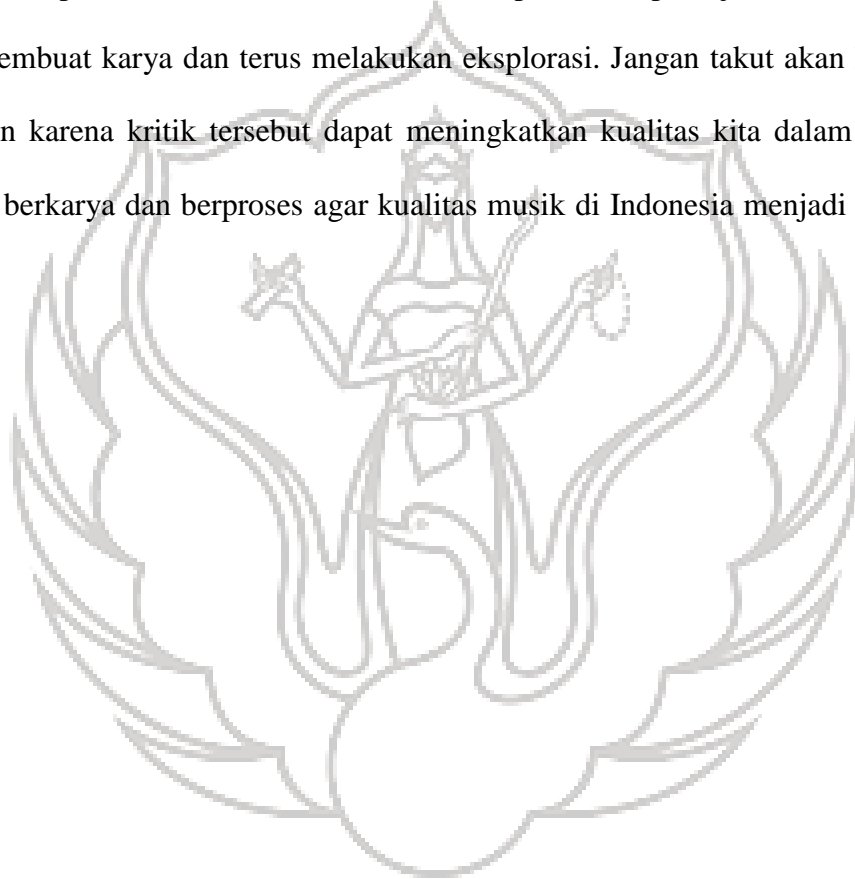 embuat karya dan terus melakukan eksplorasi. Jangan takut akan
n karena kritik tersebut dapat meningkatkan kualitas kita dalam
berkarya dan berproses agar kualitas musik di Indonesia menjadi